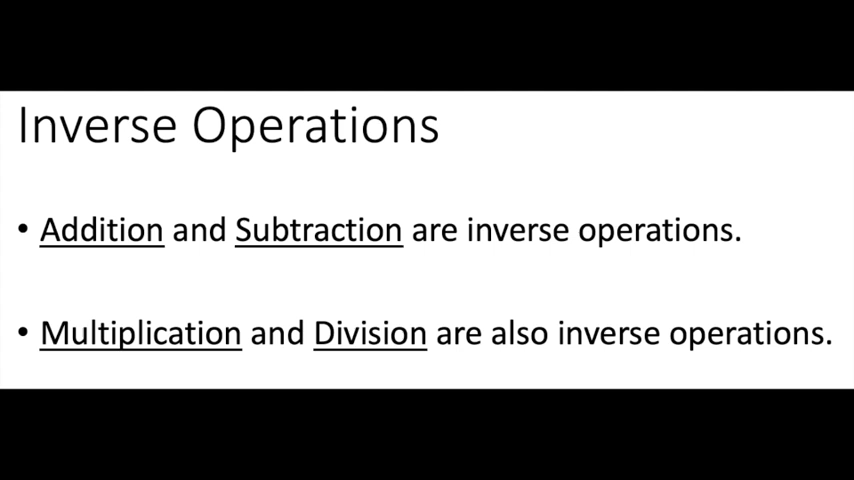 Inverse Operations
• Addition and Subtraction are inverse operations.
• Multiplication and Division are also inverse operations.